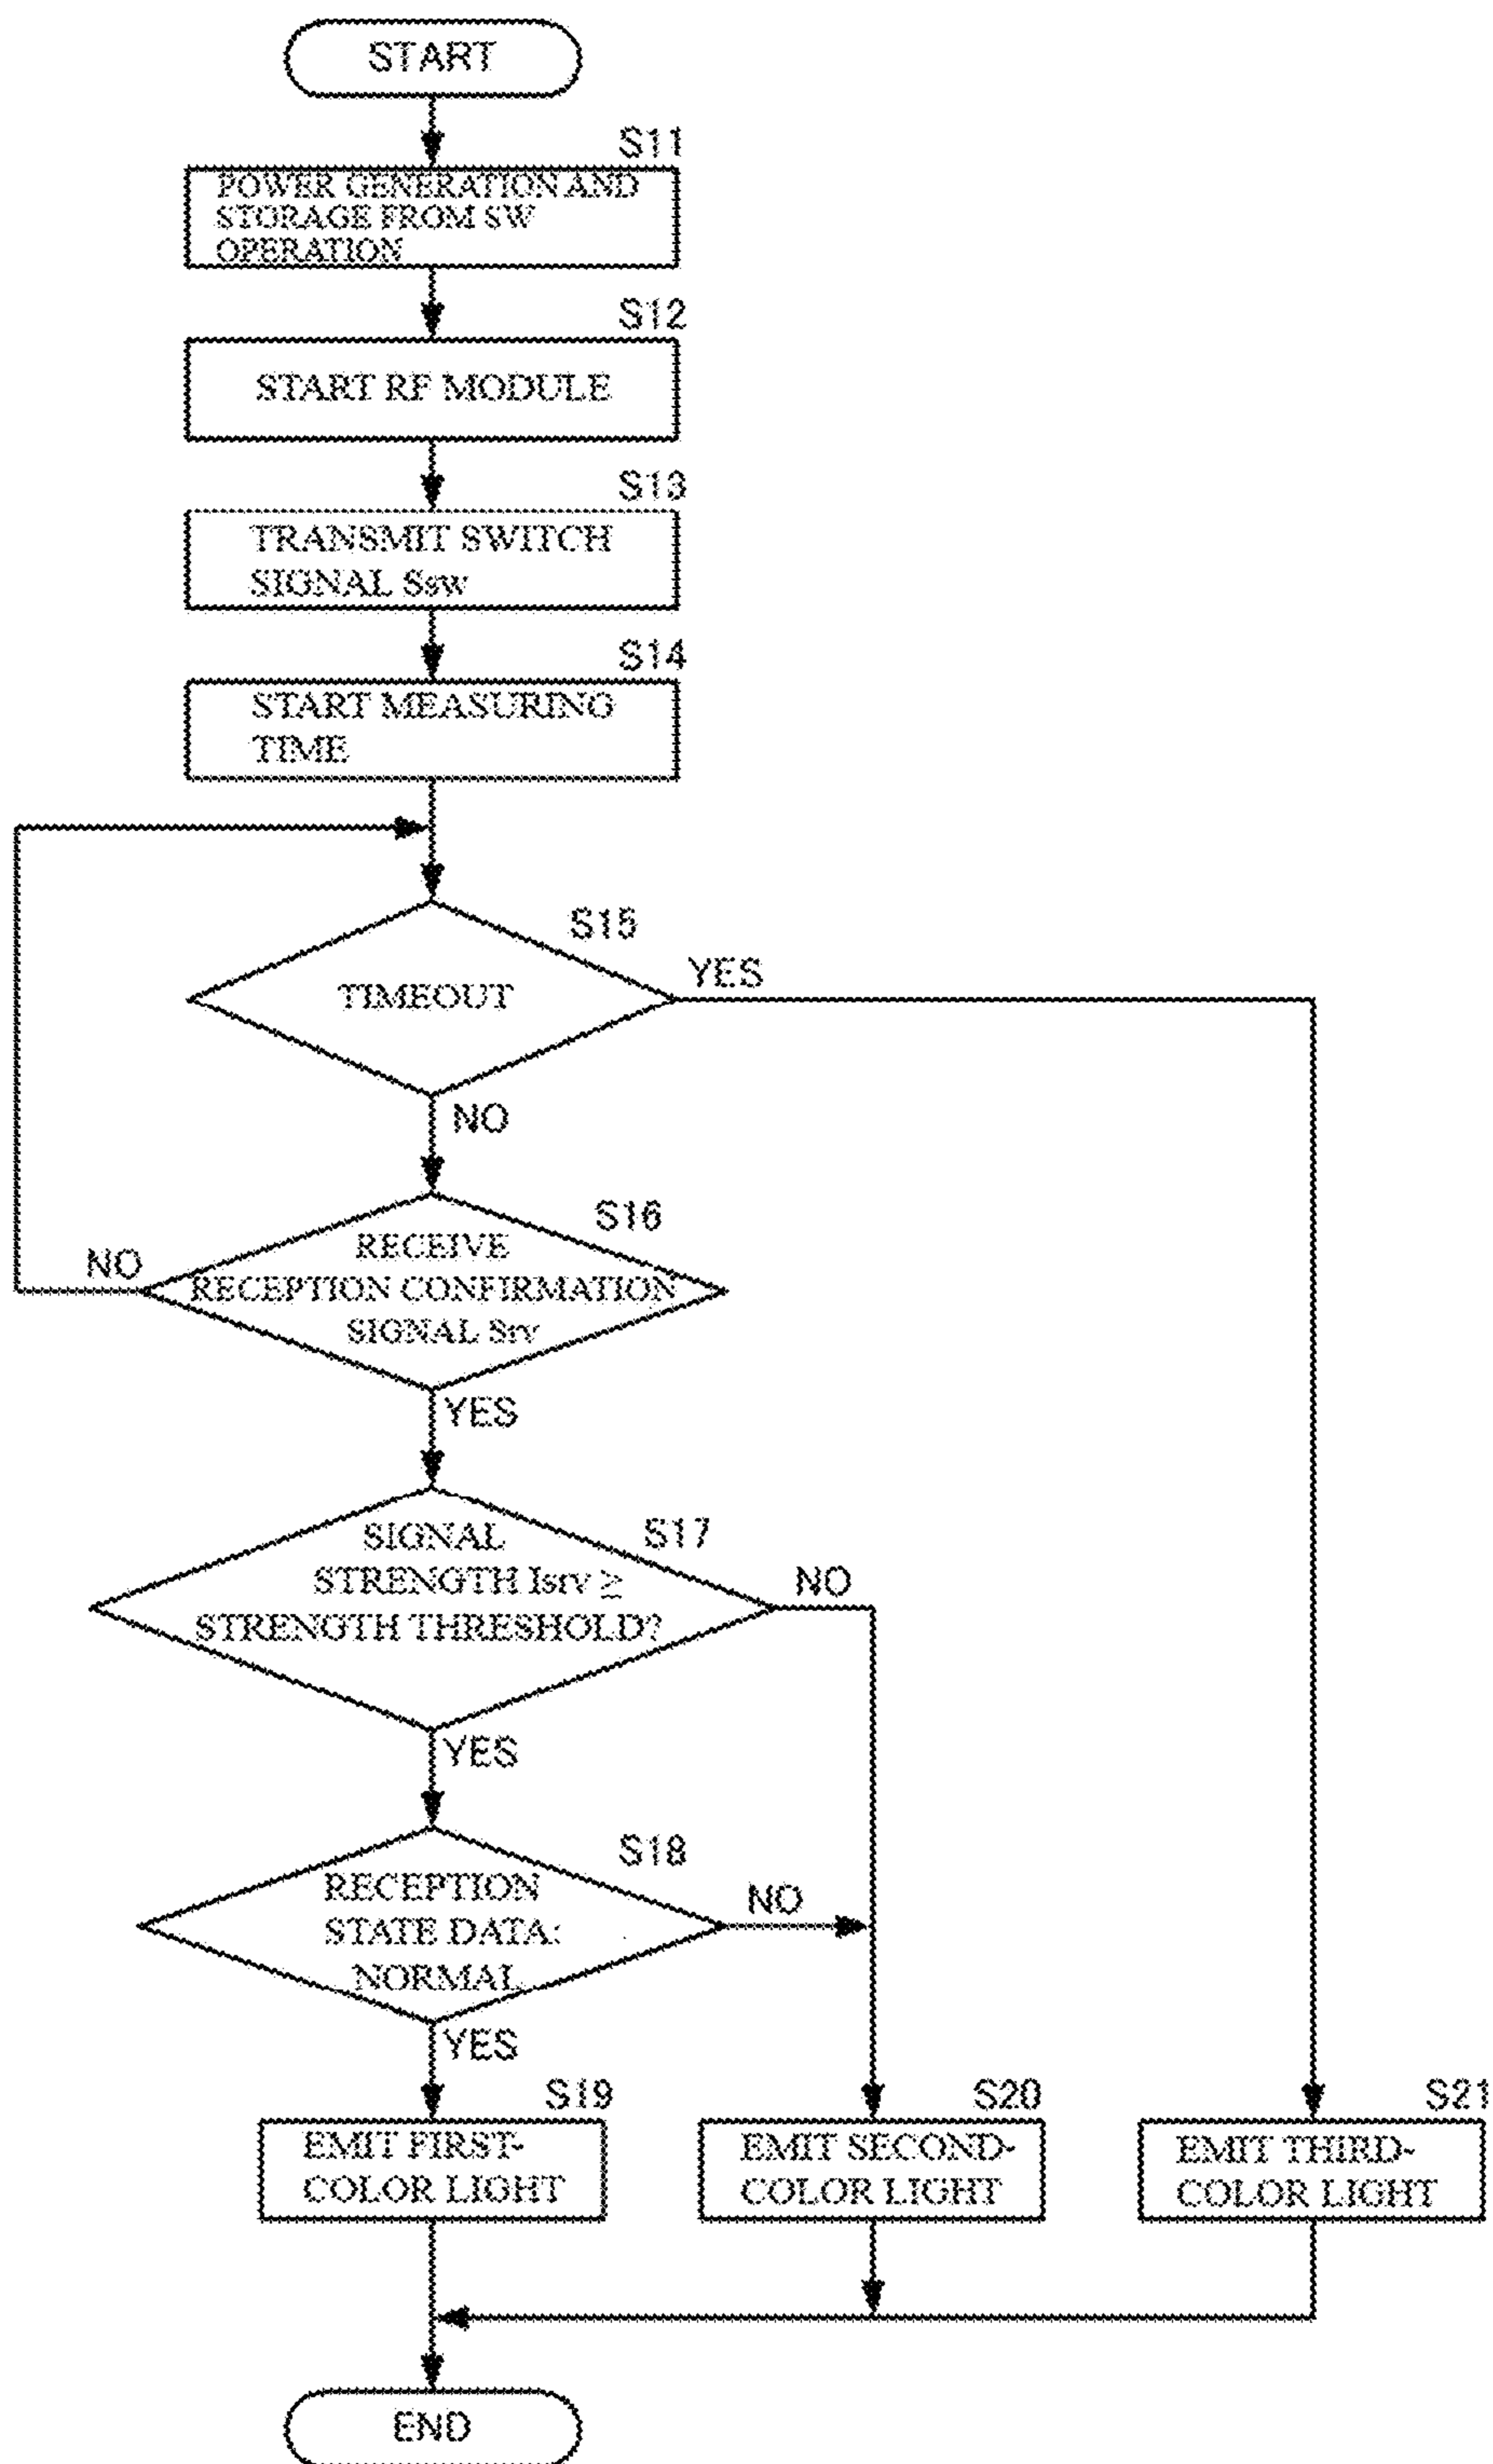 START
S11
POWER GENERATION AND
STORAGE FROM SW
OPERATION
S12
START RF MODULE
S13
TRANSMIT SWITCH
SIGNAL Ssw
S14
START MEASURING
TIME
S15
TIMEOUT
YES
NO
S16
RECEIVE
RECEPTION CONFIRMATION
SIGNAL Srv
NO
YES
S17
SIGNAL
STRENGTH Isrv ≥
STRENGTH THRESHOLD?
NO
YES
S18
RECEPTION
STATE DATA:
NORMAL
NO
YES
S19
EMIT FIRST-
COLOR LIGHT
S20
EMIT SECOND-
COLOR LIGHT
S21
EMIT THIRD-
COLOR LIGHT
END